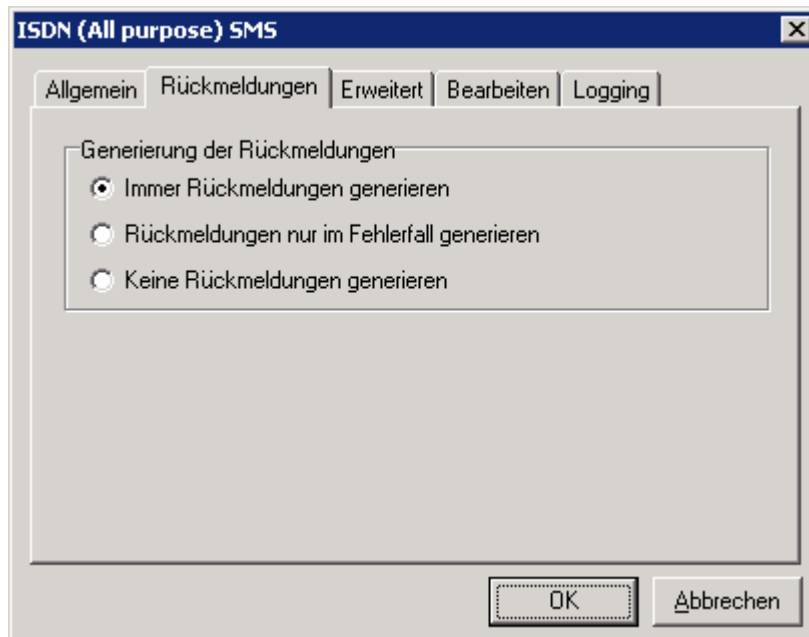 ISDN (All purpose) SMS
Allgemein Rückmeldungen Erweitert Bearbeiten Logging
Generierung der Rückmeldungen
Immer Rückmeldungen generieren
Rückmeldungen nur im Fehlerfall generieren
Keine Rückmeldungen generieren
OK Abbrechen